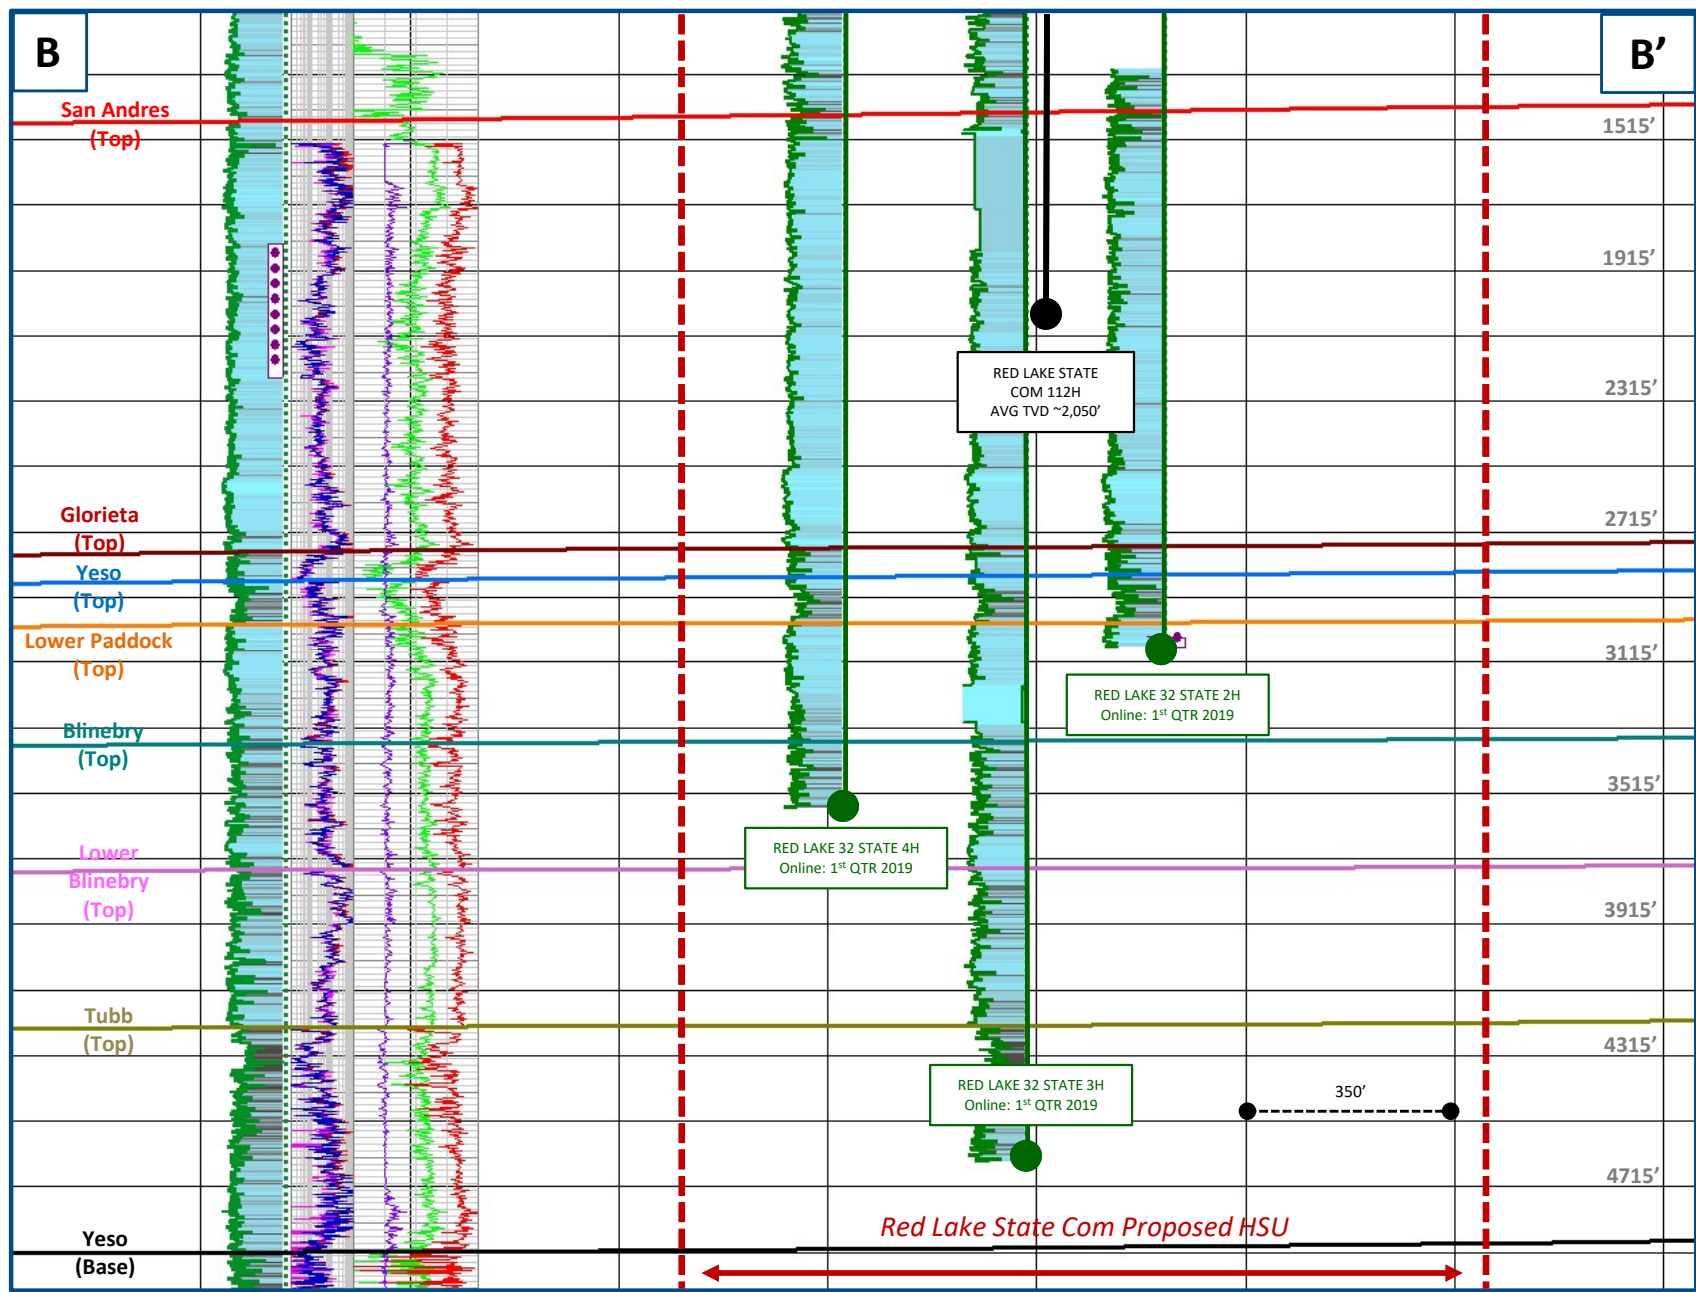 B
B’
San Andres
(Top)
1515’
1915’
RED LAKE STATE
COM 112H
AVG TVD ~2,050’
2315’
Glorieta
(Top)
2715’
Yeso
(Top)
Lower Paddock
(Top)
3115’
RED LAKE 32 STATE 2H
Online: 1st QTR 2019
Blinebry
(Top)
3515’
RED LAKE 32 STATE 4H
Online: 1st QTR 2019
Lower
Blinebry
(Top)
3915’
Tubb
(Top)
4315’
RED LAKE 32 STATE 3H
Online: 1st QTR 2019
350’
4715’
Red Lake State Com Proposed HSU
Yeso
(Base)